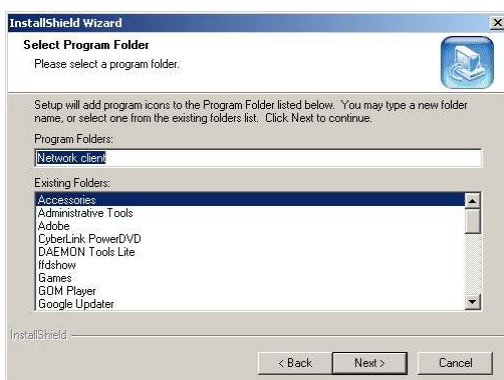 InstallShield Wizard
Select Program Folder
Please select a program folder.
Setup will add program icons to the Program Folder listed below. You may type a new folder
name, or select one from the existing folders list. Click Next to continue.
Program Folders:
Network client
Existing Folders:
Accessories
Administrative Tools
Adobe
CyberLink PowerDVD
DAEMON Tools Lite
ffdshow
Games
GOM Player
Google Updater
InstallShield
< Back
Next >
Cancel